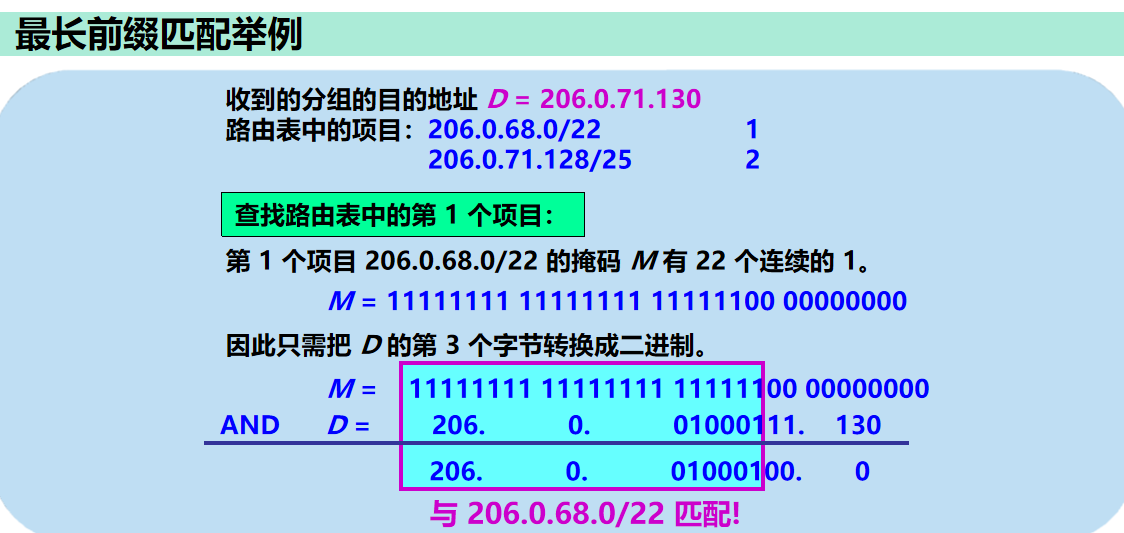 最长前缀匹配举例
收到的分组的目的地址 D = 206.0.71.130
路由表中的项目：206.0.68.0/22 1
206.0.71.128/25 2
查找路由表中的第 1 个项目：
第 1 个项目 206.0.68.0/22 的掩码 M 有 22 个连续的 1。
M = 11111111 11111111 11111100 00000000
因此只需把 D 的第 3 个字节转换成二进制。
M = 11111111 11111111 11111100 00000000
AND D = 206. 0. 01000111. 130
206. 0. 01000100. 0
与 206.0.68.0/22 匹配!